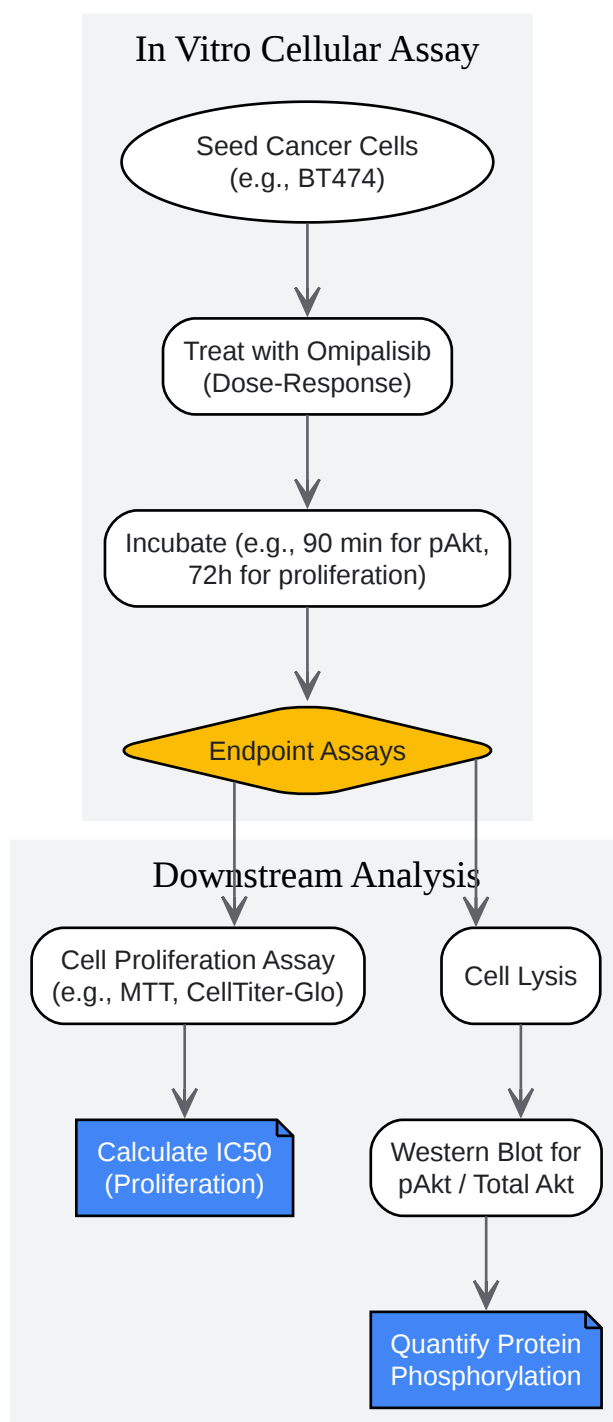 In Vitro Cellular Assay
Seed Cancer Cells
(e.g., BT474)
Treat with Omipalisib
(Dose-Response)
Incubate (e.g., 90 min for pAkt,
72h for proliferation)
Endpoint Assays
Downstream Analysis
Cell Proliferation Assay
(e.g., MTT, CellTiter-Glo)
Cell Lysis
Calculate IC50
(Proliferation)
Western Blot for
pAkt / Total Akt
Quantify Protein
Phosphorylation